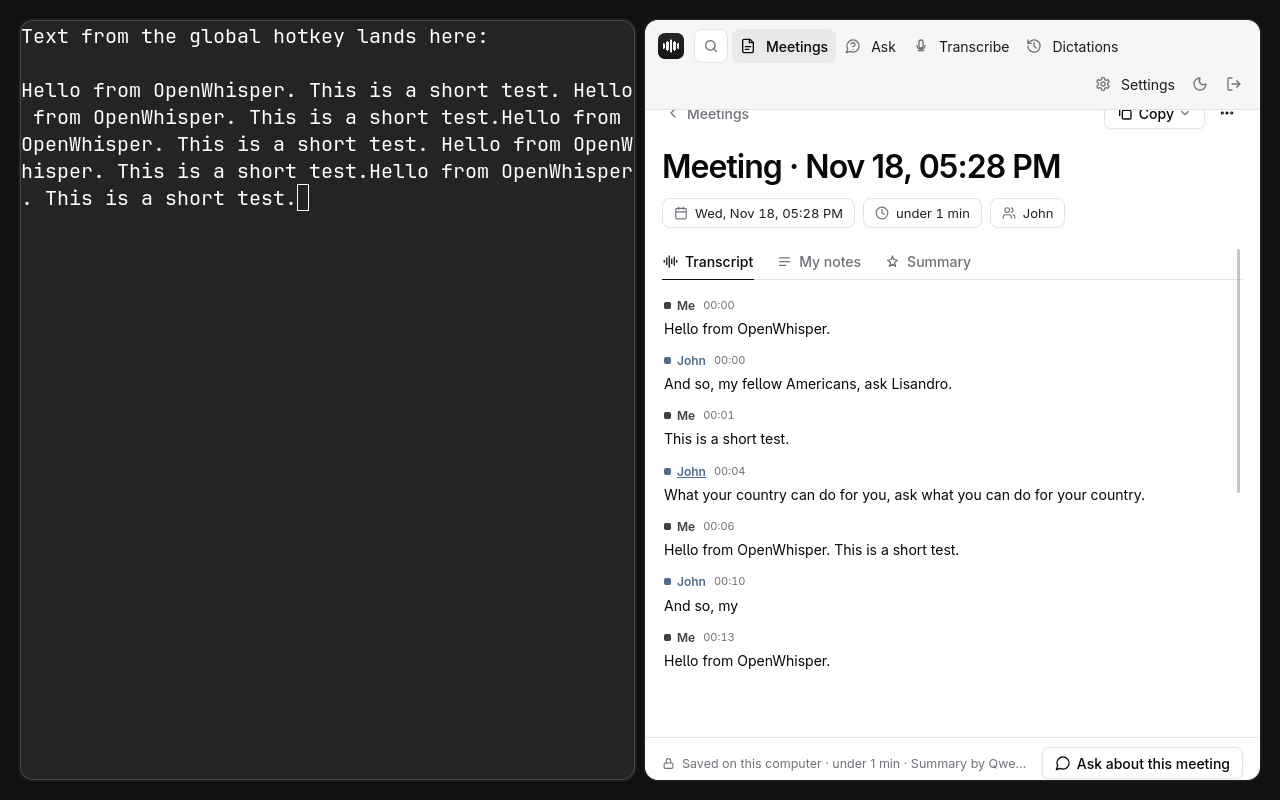 Text from the global hotkey lands here:
Hello from OpenWhisper. This is a short test. Hello
from OpenWhisper. This is a short test.Hello from
OpenWhisper. This is a short test. Hello from OpenW
hisper. This is a short test.Hello from OpenWhisper
. This is a short test.
Meetings
Ask
Transcribe
Dictations
Settings
Meetings
Copy
Meeting · Nov 18, 05:28 PM
Wed, Nov 18, 05:28 PM
under 1 min
John
Transcript
My notes
Summary
Me 00:00
Hello from OpenWhisper.
John 00:00
And so, my fellow Americans, ask Lisandro.
Me 00:01
This is a short test.
John 00:04
What your country can do for you, ask what you can do for your country.
Me 00:06
Hello from OpenWhisper. This is a short test.
John 00:10
And so, my
Me 00:13
Hello from OpenWhisper.
Saved on this computer · under 1 min · Summary by Qwe...
Ask about this meeting